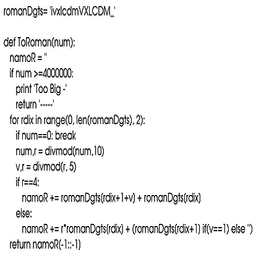 romanDgts= 'ivxlcdmVXLCDM_'
def ToRoman(num):
namoR = ''
if num >=4000000:
print 'Too Big -'
return '-----'
for rdix in range(0, len(romanDgts), 2):
if num==0: break
num,r = divmod(num,10)
v,r = divmod(r, 5)
if r==4:
namoR += romanDgts(rdix+1+v) + romanDgts(rdix)
else:
namoR += r*romanDgts(rdix) + (romanDgts(rdix+1) if(v==1) else '')
return namoR(-1::-1)